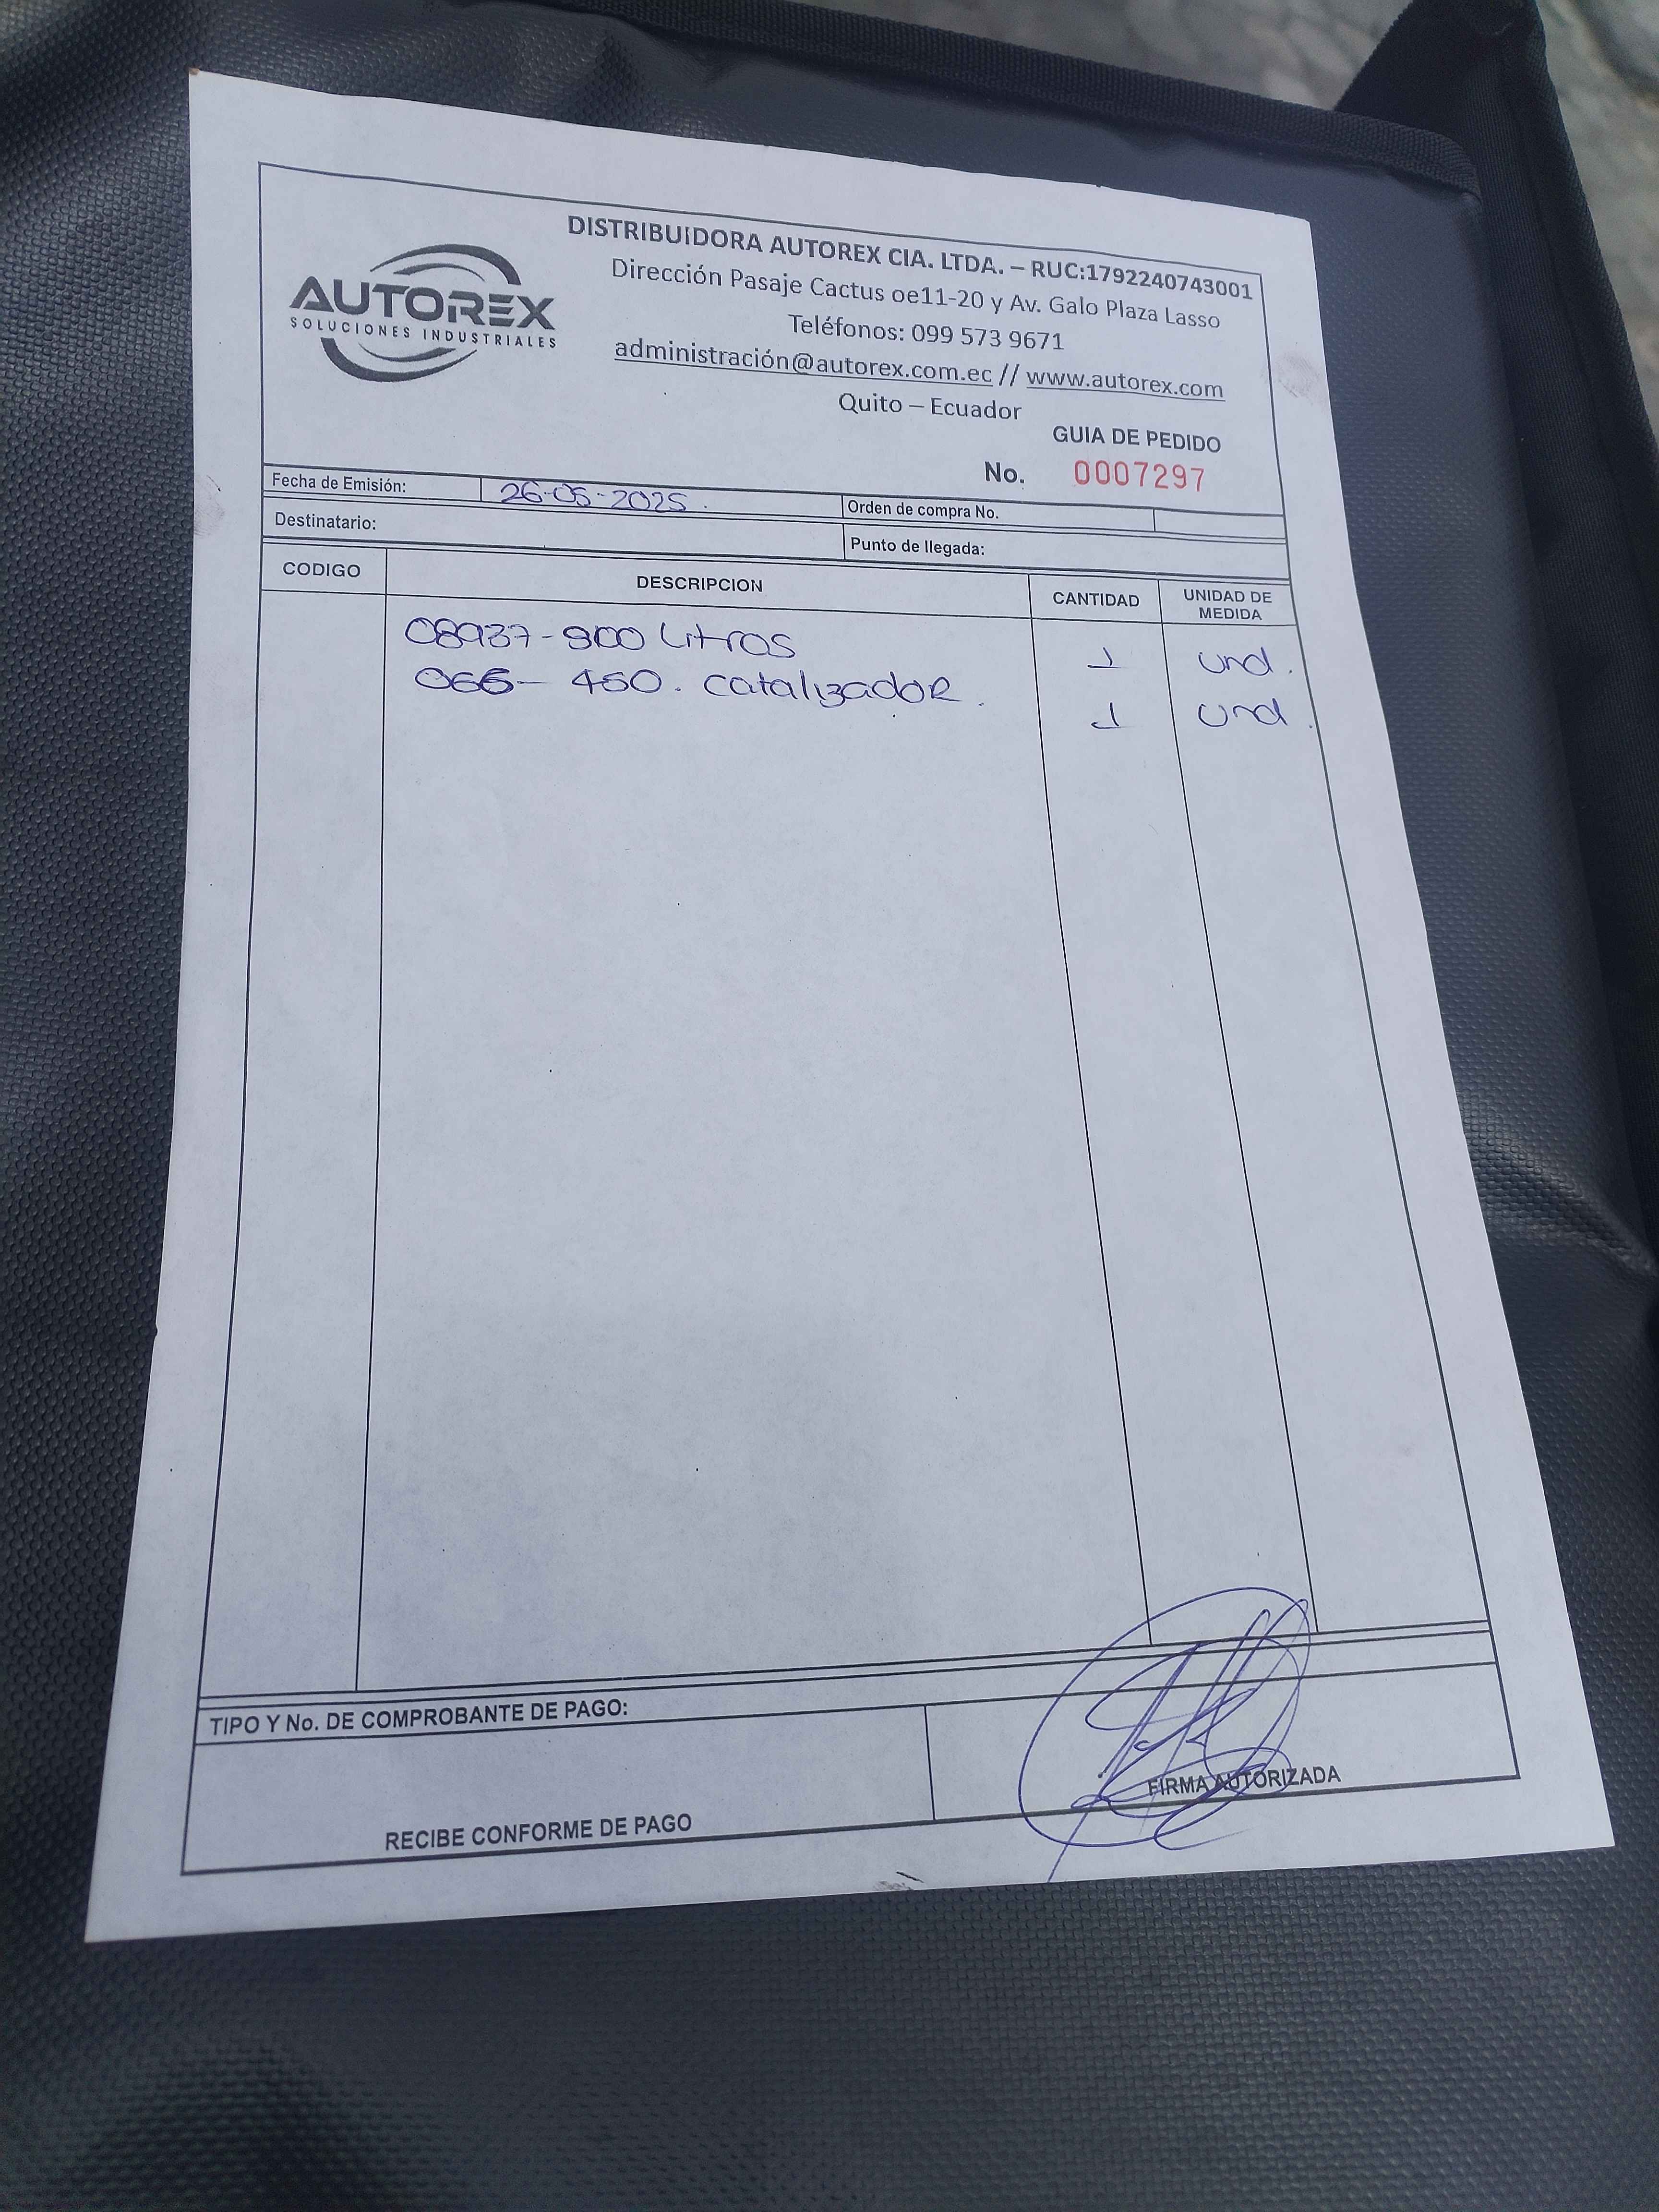 DISTRIBUIDORA AUTOREX CIA. LTDA. – RUC:1792240743001
AUTOREX
SOLUCIONES INDUSTRIALES
Dirección Pasaje Cactus oe11-20 y Av. Galo Plaza Lasso
Teléfonos: 099 573 9671
administración@autorex.com.ec // www.autorex.com
Quito – Ecuador
GUIA DE PEDIDO
No. 0007297
Fecha de Emisión: 26-05-2025. Orden de compra No.
Destinatario: Punto de llegada:
CODIGO DESCRIPCION CANTIDAD UNIDAD DE MEDIDA
08937-900 Litros 1 und.
066- 460. catalizador. 1 und.
TIPO Y No. DE COMPROBANTE DE PAGO:
RECIBE CONFORME DE PAGO FIRMA AUTORIZADA